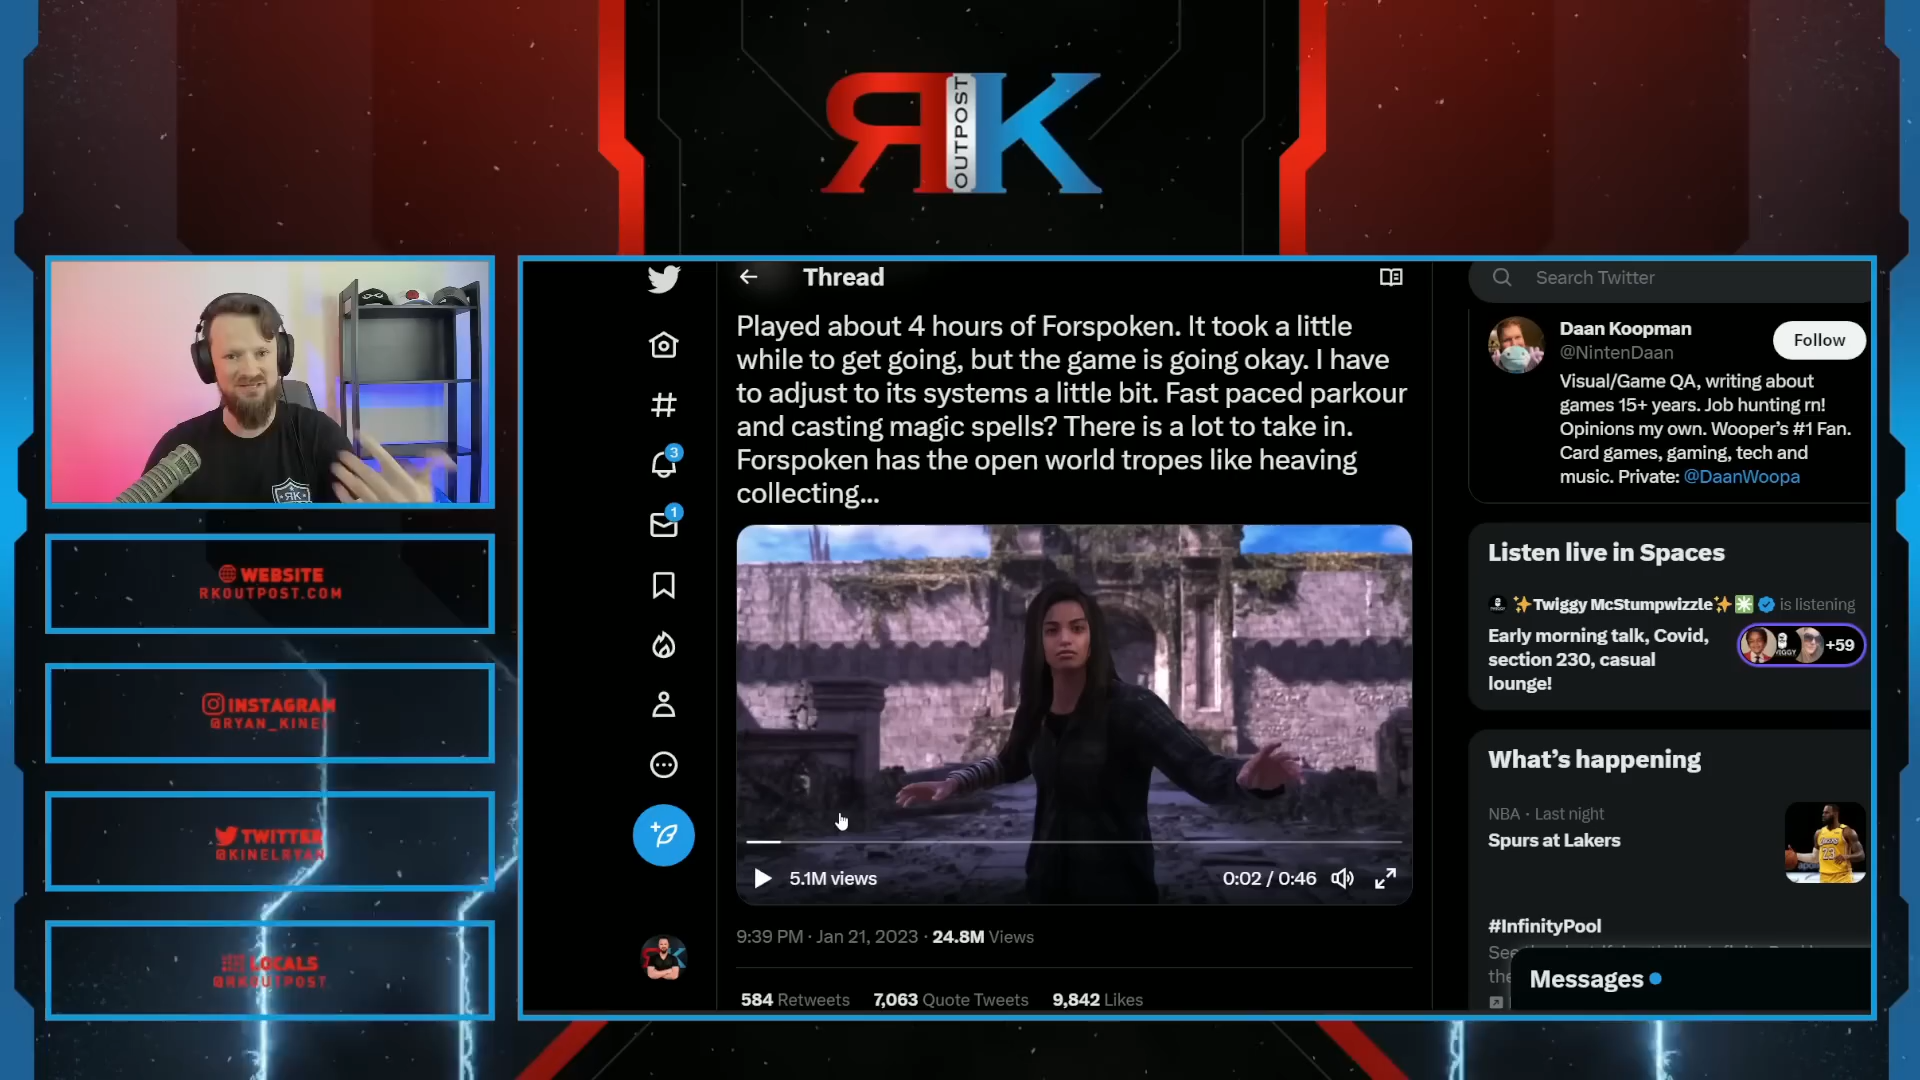 RK
OUTPOST
WEBSITE
RKOUTPOST.COM
INSTAGRAM
@RYAN_KINEL
TWITTER
@KINELRYAN
LOCALS
@RKOUTPOST
Thread
Played about 4 hours of Forspoken. It took a little
while to get going, but the game is going okay. I have
to adjust to its systems a little bit. Fast paced parkour
and casting magic spells? There is a lot to take in.
Forspoken has the open world tropes like heaving
collecting...
5.1M views
0:02 / 0:46
9:39 PM · Jan 21, 2023 · 24.8M Views
584 Retweets 7,063 Quote Tweets 9,842 Likes
3
1
Search Twitter
Daan Koopman
@NintenDaan
Follow
Visual/Game QA, writing about
games 15+ years. Job hunting rn!
Opinions my own. Wooper's #1 Fan.
Card games, gaming, tech and
music. Private: @DaanWoopa
Listen live in Spaces
✨Twiggy McStumpwizzle✨ is listening
Early morning talk, Covid,
section 230, casual
lounge!
+59
What's happening
NBA · Last night
Spurs at Lakers
#InfinityPool
Messages